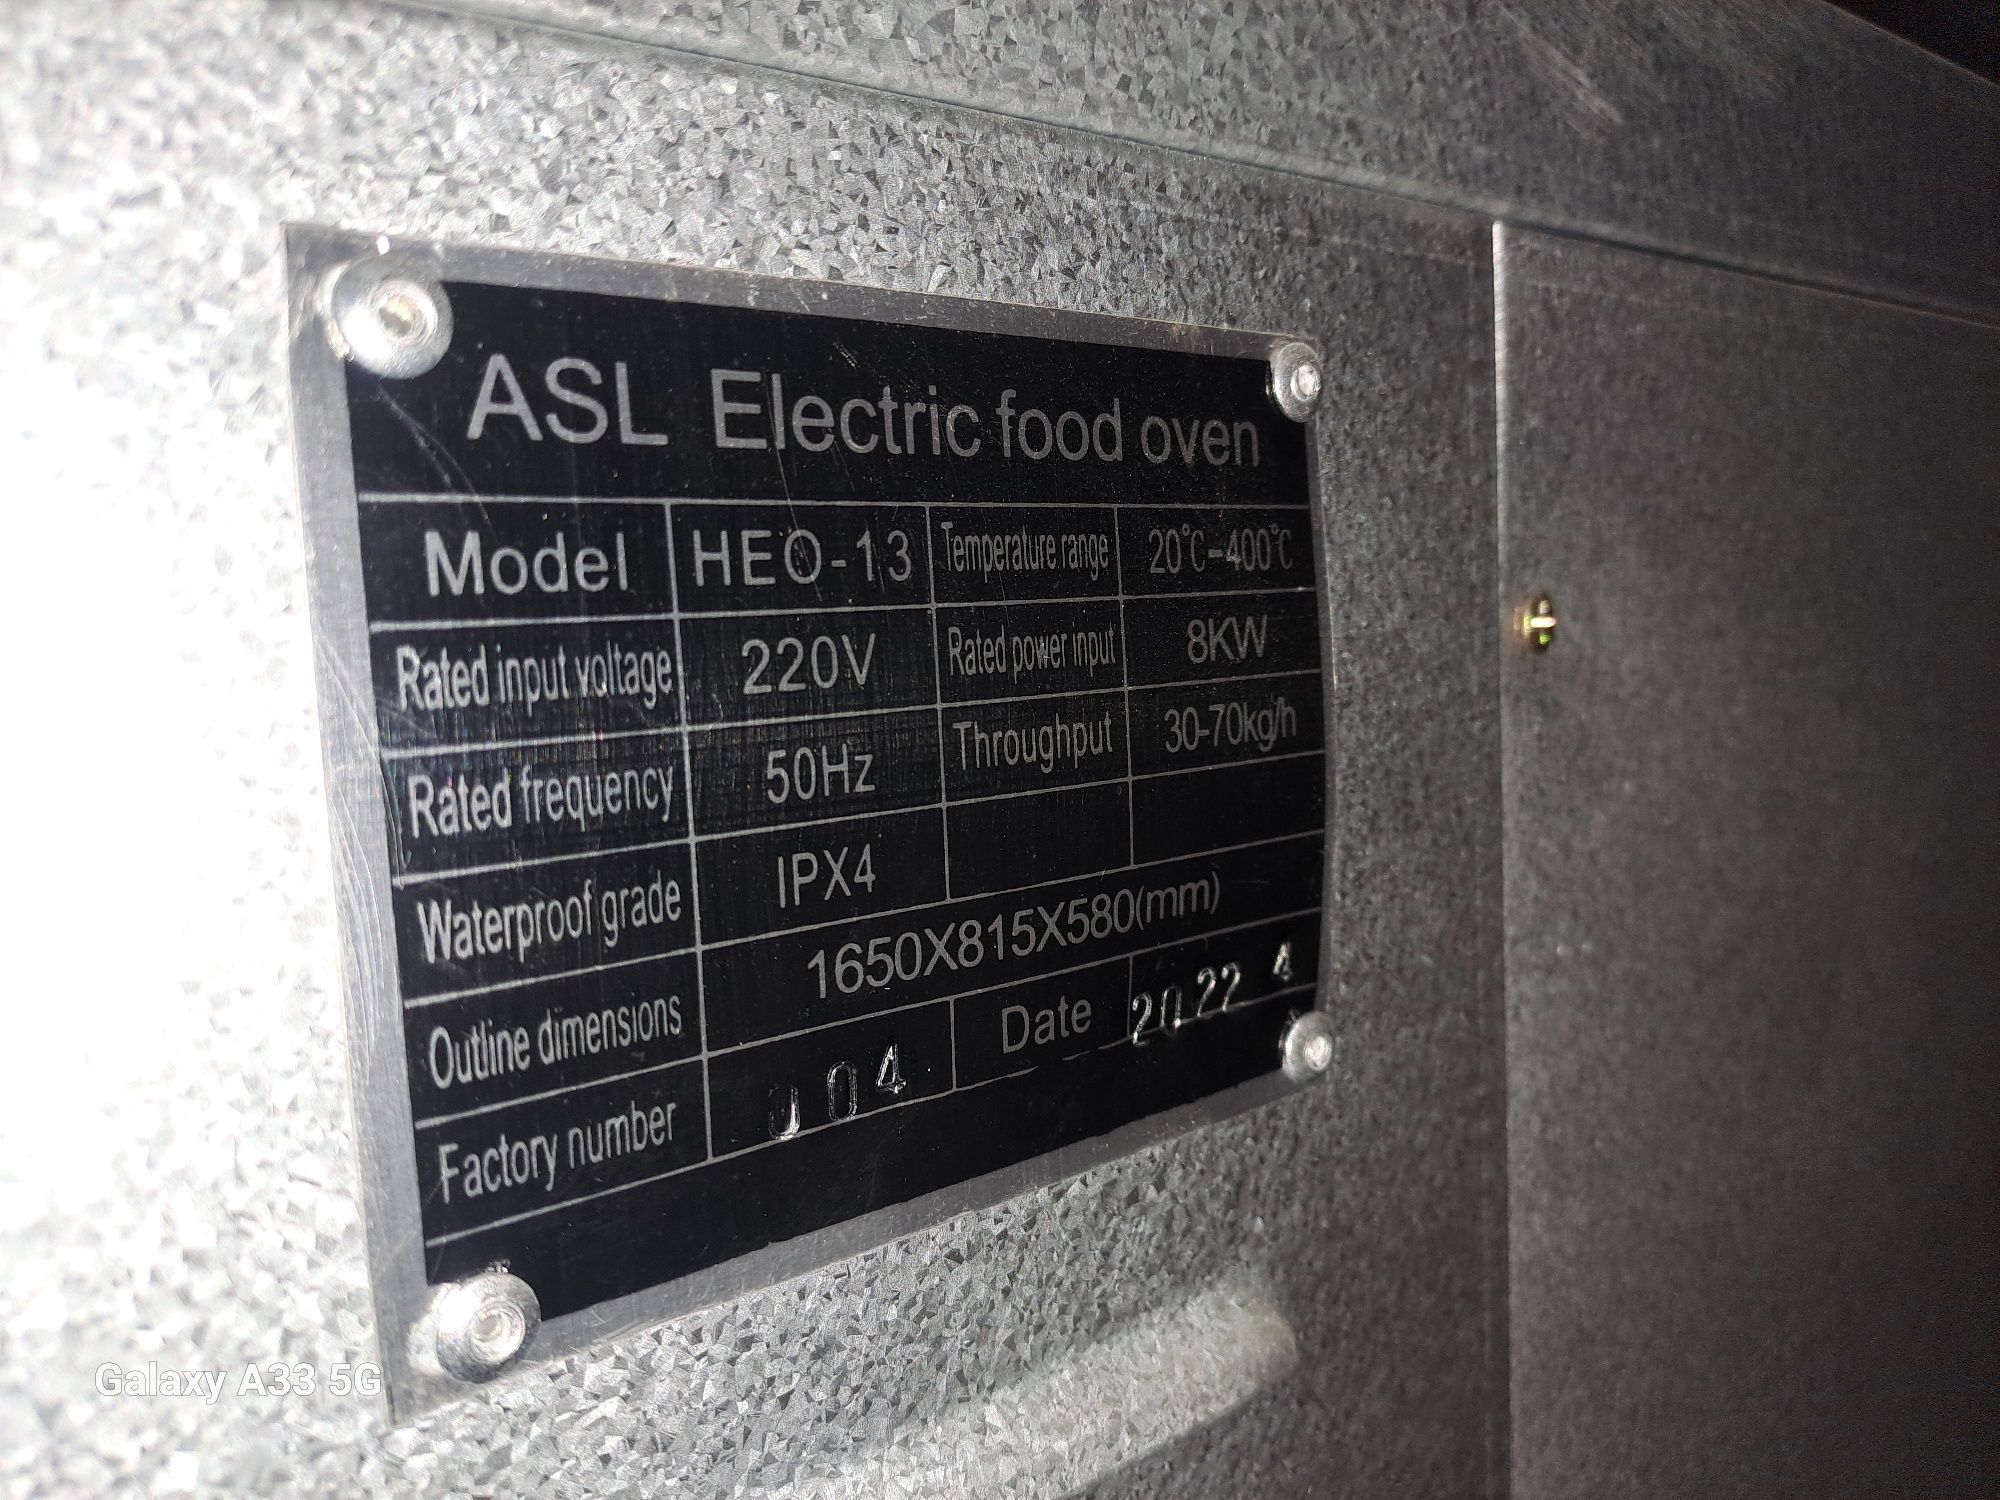 ASL Electric food oven
Model HEO-13 Temperature range 20℃-400℃
Rated input voltage 220V Rated power input 8KW
Rated frequency 50Hz Throughput 30-70kg/h
Waterproof grade IPX4
Outline dimensions 1650X815X580(mm)
Factory number 004 Date 2022 4
Galaxy A33 5G